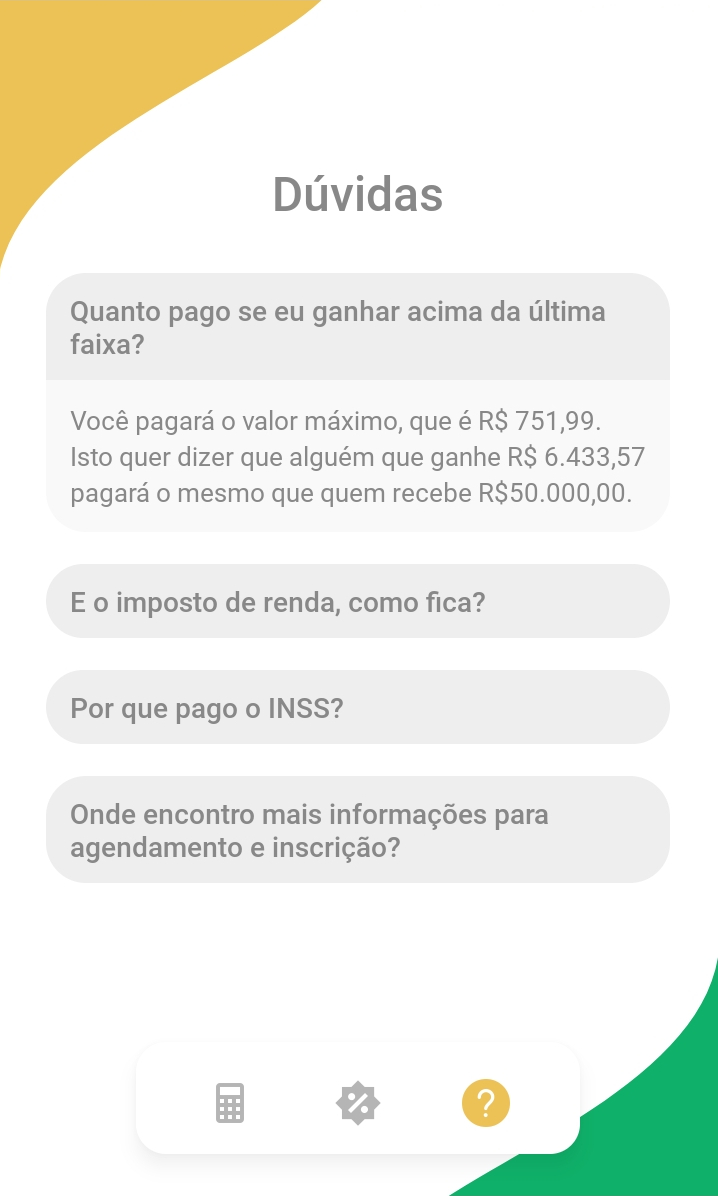 Dúvidas
Quanto pago se eu ganhar acima da última
faixa?
Você pagará o valor máximo, que é R$ 751,99.
Isto quer dizer que alguém que ganhe R$ 6.433,57
pagará o mesmo que quem recebe R$50.000,00.
E o imposto de renda, como fica?
Por que pago o INSS?
Onde encontro mais informações para
agendamento e inscrição?